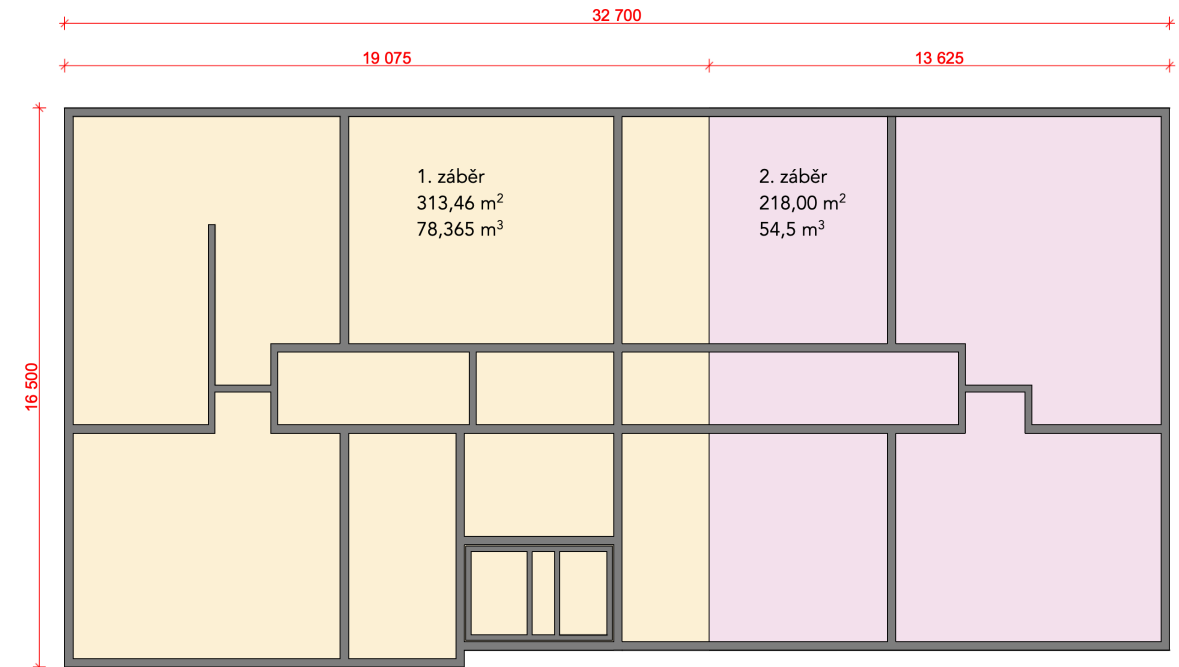 32 700
19 075
13 625
16 500
1. záběr
313,46 m²
78,365 m³
2. záběr
218,00 m²
54,5 m³